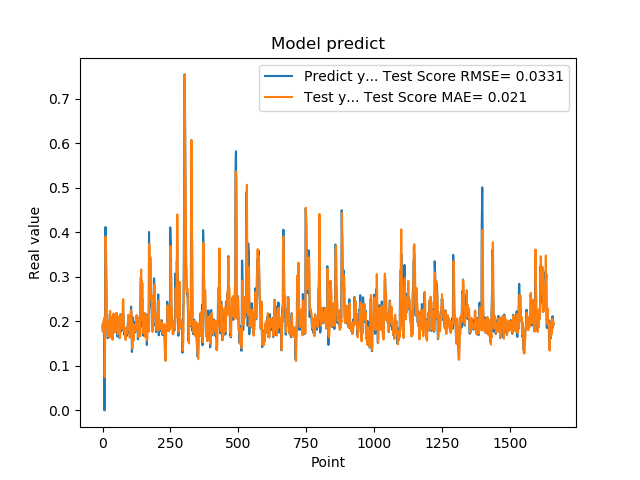 Model predict
Predict y... Test Score RMSE= 0.0331
Test y... Test Score MAE= 0.021
Real value
0.7
0.6
0.5
0.4
0.3
0.2
0.1
0.0
0 250 500 750 1000 1250 1500
Point